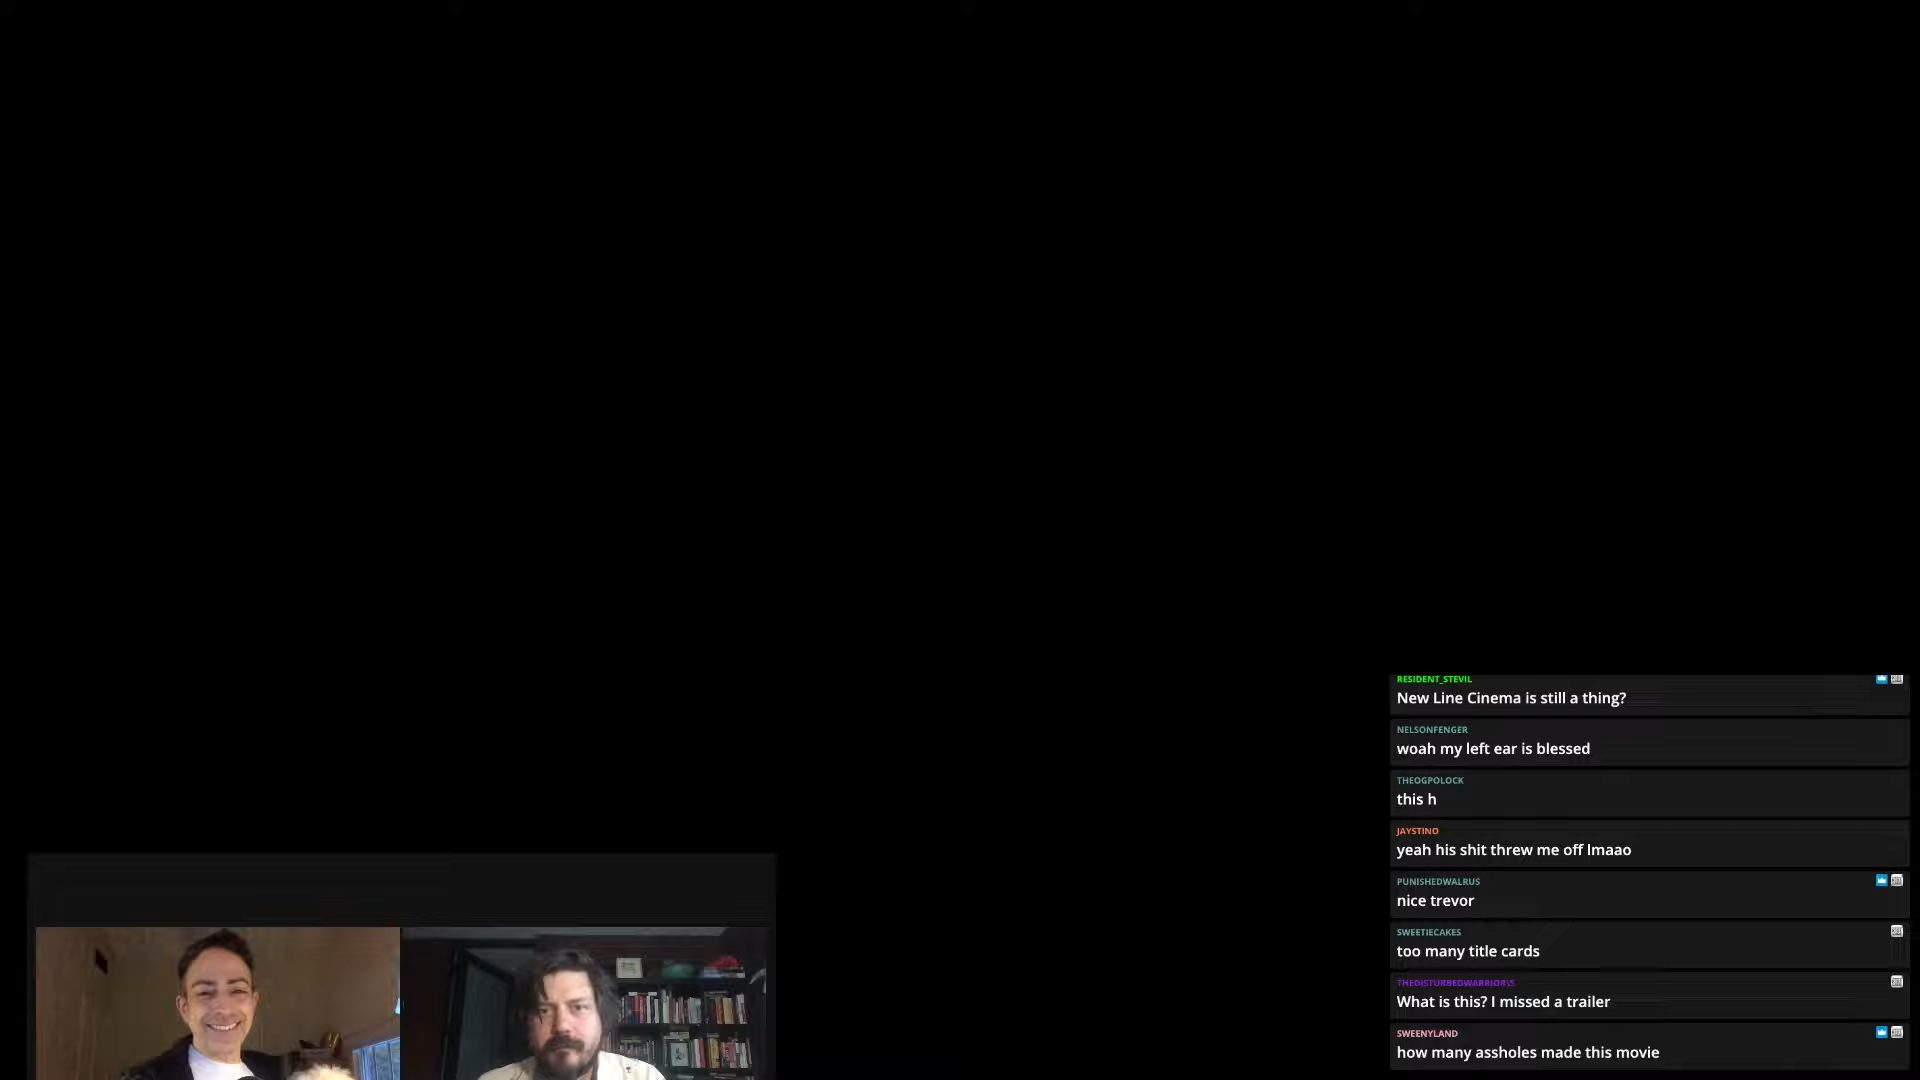 RESIDENT_STEVIL
New Line Cinema is still a thing?
NELSONFENGER
woah my left ear is blessed
THEOGPOLOCK
this h
JAYSTINO
yeah his shit threw me off lmaao
PUNISHEDWALRUS
nice trevor
SWEETIECAKES
too many title cards
THEDISTURBEDWARRIOR15
What is this? I missed a trailer
SWEENYLAND
how many assholes made this movie